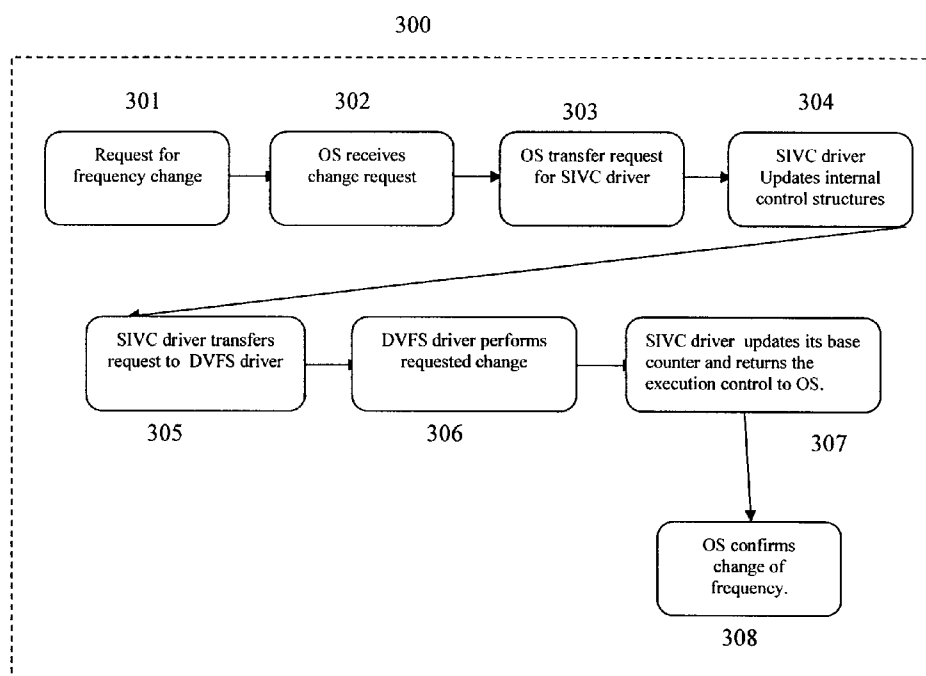 300
301
302
303
304
Request for
frequency change
OS receives
change request
OS transfer request
for SIVC driver
SIVC driver
Updates internal
control structures
SIVC driver transfers
request to DVFS driver
DVFS driver performs
requested change
SIVC driver updates its base
counter and returns the
execution control to OS.
305
306
307
OS confirms
change of
frequency.
308